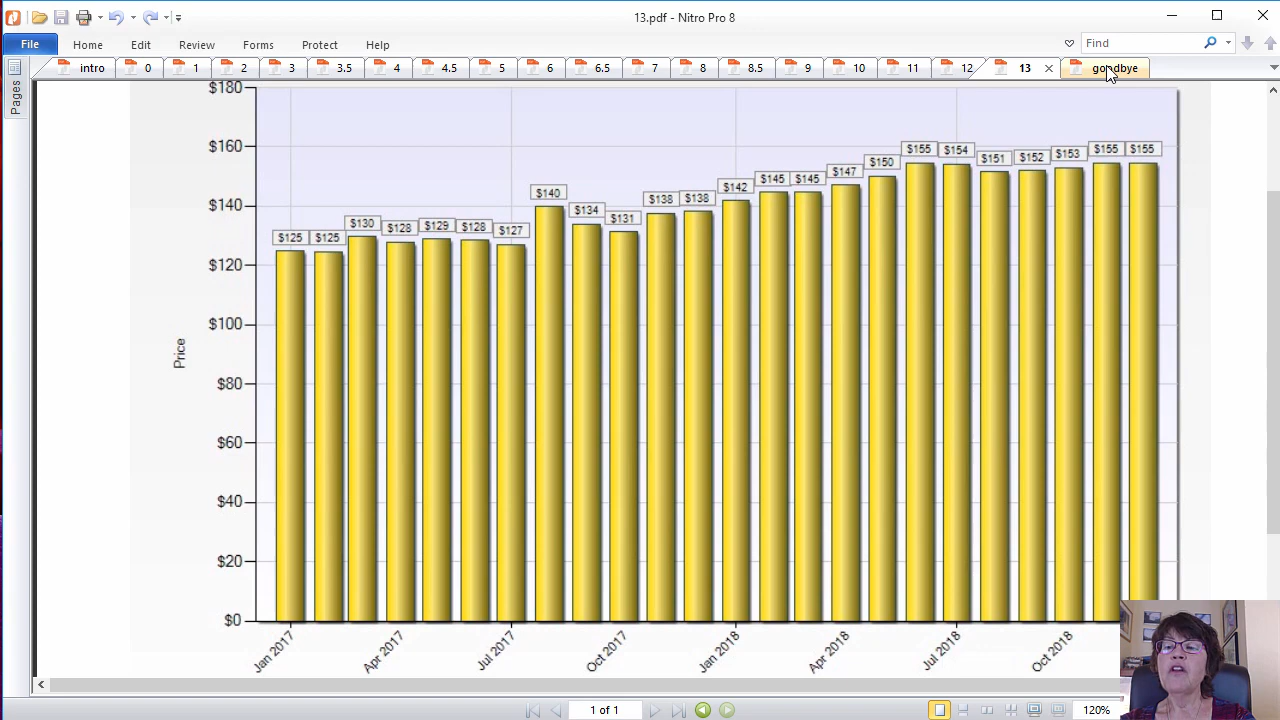 13.pdf - Nitro Pro 8
File Home Edit Review Forms Protect Help Find
Pages
intro 0 1 2 3 3.5 4 4.5 5 6 6.5 7 8 8.5 9 10 11 12 13 goodbye
$180
$160
$140
$120
$100
$80
$60
$40
$20
$0
Price
$125 $125 $130 $128 $129 $128 $127 $140 $134 $131 $138 $138 $142 $145 $145 $147 $150 $155 $154 $151 $152 $153 $155 $155
Jan 2017 Apr 2017 Jul 2017 Oct 2017 Jan 2018 Apr 2018 Jul 2018 Oct 2018
1 of 1
120%